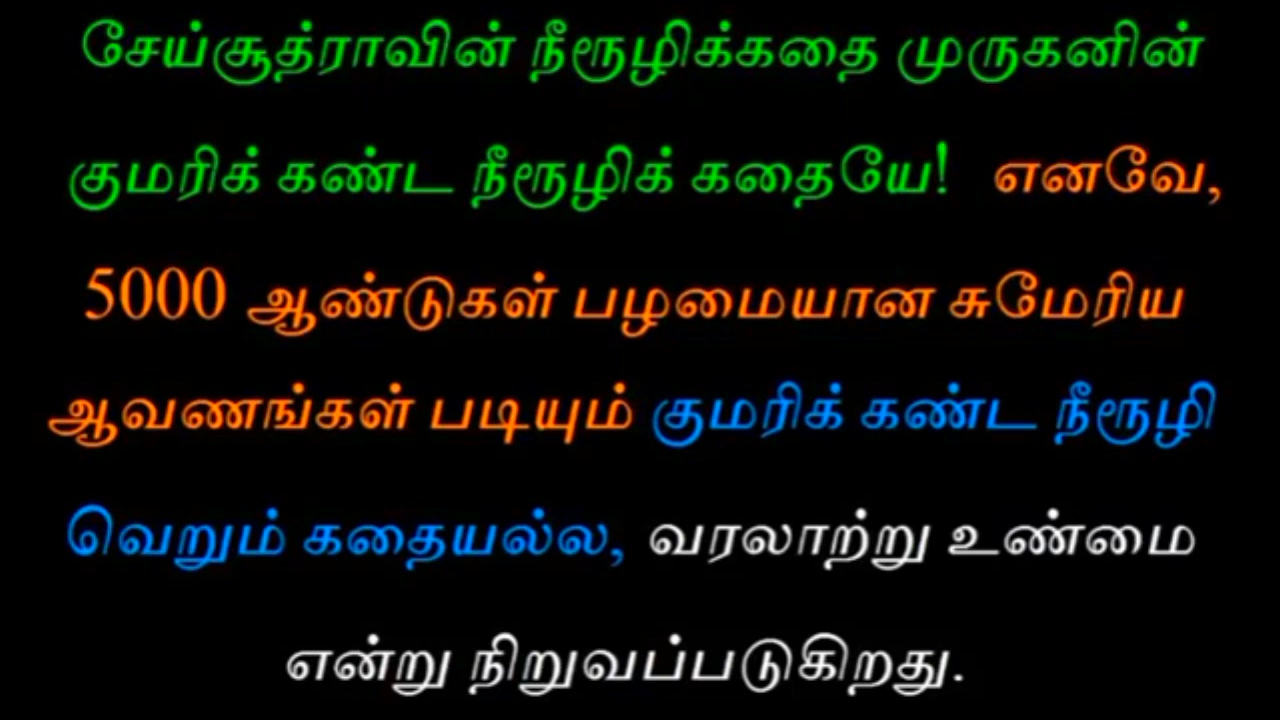 சேய்சூத்ராவின் நீரூழிக்கதை முருகனின்
குமரிக் கண்ட நீரூழிக் கதையே! எனவே,
5000 ஆண்டுகள் பழமையான சுமேரிய
ஆவணங்கள் படியும் குமரிக் கண்ட நீரூழி
வெறும் கதையல்ல, வரலாற்று உண்மை
என்று நிறுவப்படுகிறது.